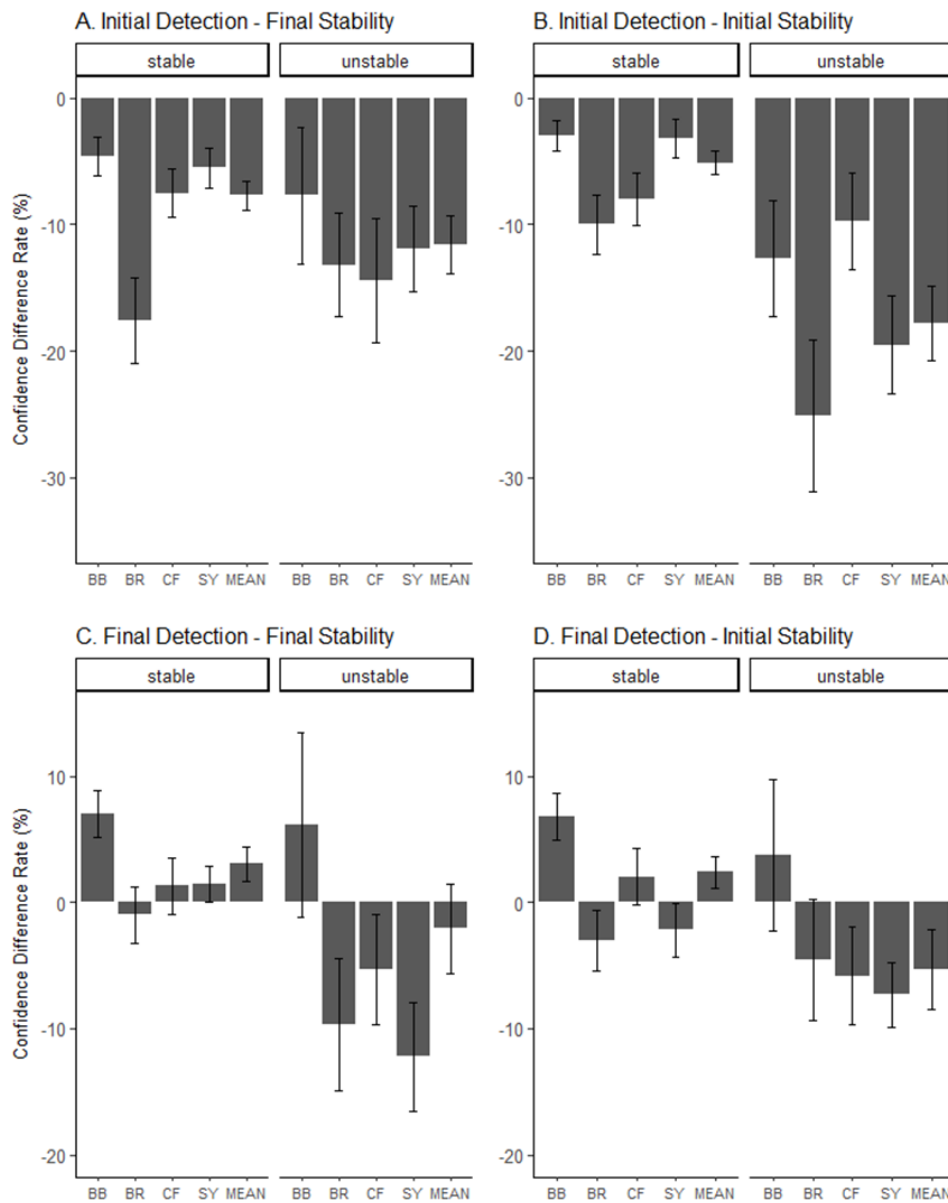 A. Initial Detection - Final Stability
B. Initial Detection - Initial Stability
stable
unstable
stable
unstable
Confidence Difference Rate (%)
0
-10
-20
-30
0
-10
-20
-30
BB BR CF SY MEAN
BB BR CF SY MEAN
BB BR CF SY MEAN
BB BR CF SY MEAN
C. Final Detection - Final Stability
D. Final Detection - Initial Stability
stable
unstable
stable
unstable
Confidence Difference Rate (%)
10
0
-10
-20
10
0
-10
-20
BB BR CF SY MEAN
BB BR CF SY MEAN
BB BR CF SY MEAN
BB BR CF SY MEAN